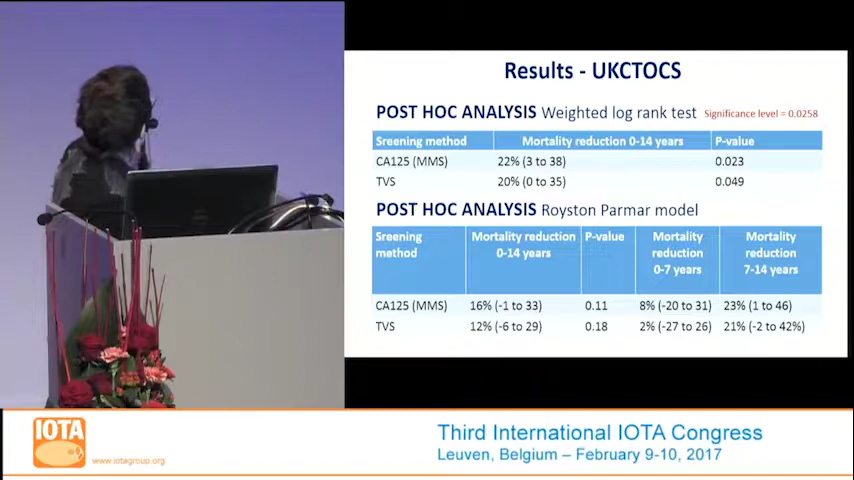 Results - UKCTOCS
POST HOC ANALYSIS Weighted log rank test Significance level = 0.0258
Sreening method Mortality reduction 0-14 years P-value
CA125 (MMS) 22% (3 to 38) 0.023
TVS 20% (0 to 35) 0.049
POST HOC ANALYSIS Royston Parmar model
Sreening method Mortality reduction 0-14 years P-value Mortality reduction 0-7 years Mortality reduction 7-14 years
CA125 (MMS) 16% (-1 to 33) 0.11 8% (-20 to 31) 23% (1 to 46)
TVS 12% (-6 to 29) 0.18 2% (-27 to 26) 21% (-2 to 42%)
IOTA
www.iotagroup.org
Third International IOTA Congress
Leuven, Belgium – February 9-10, 2017